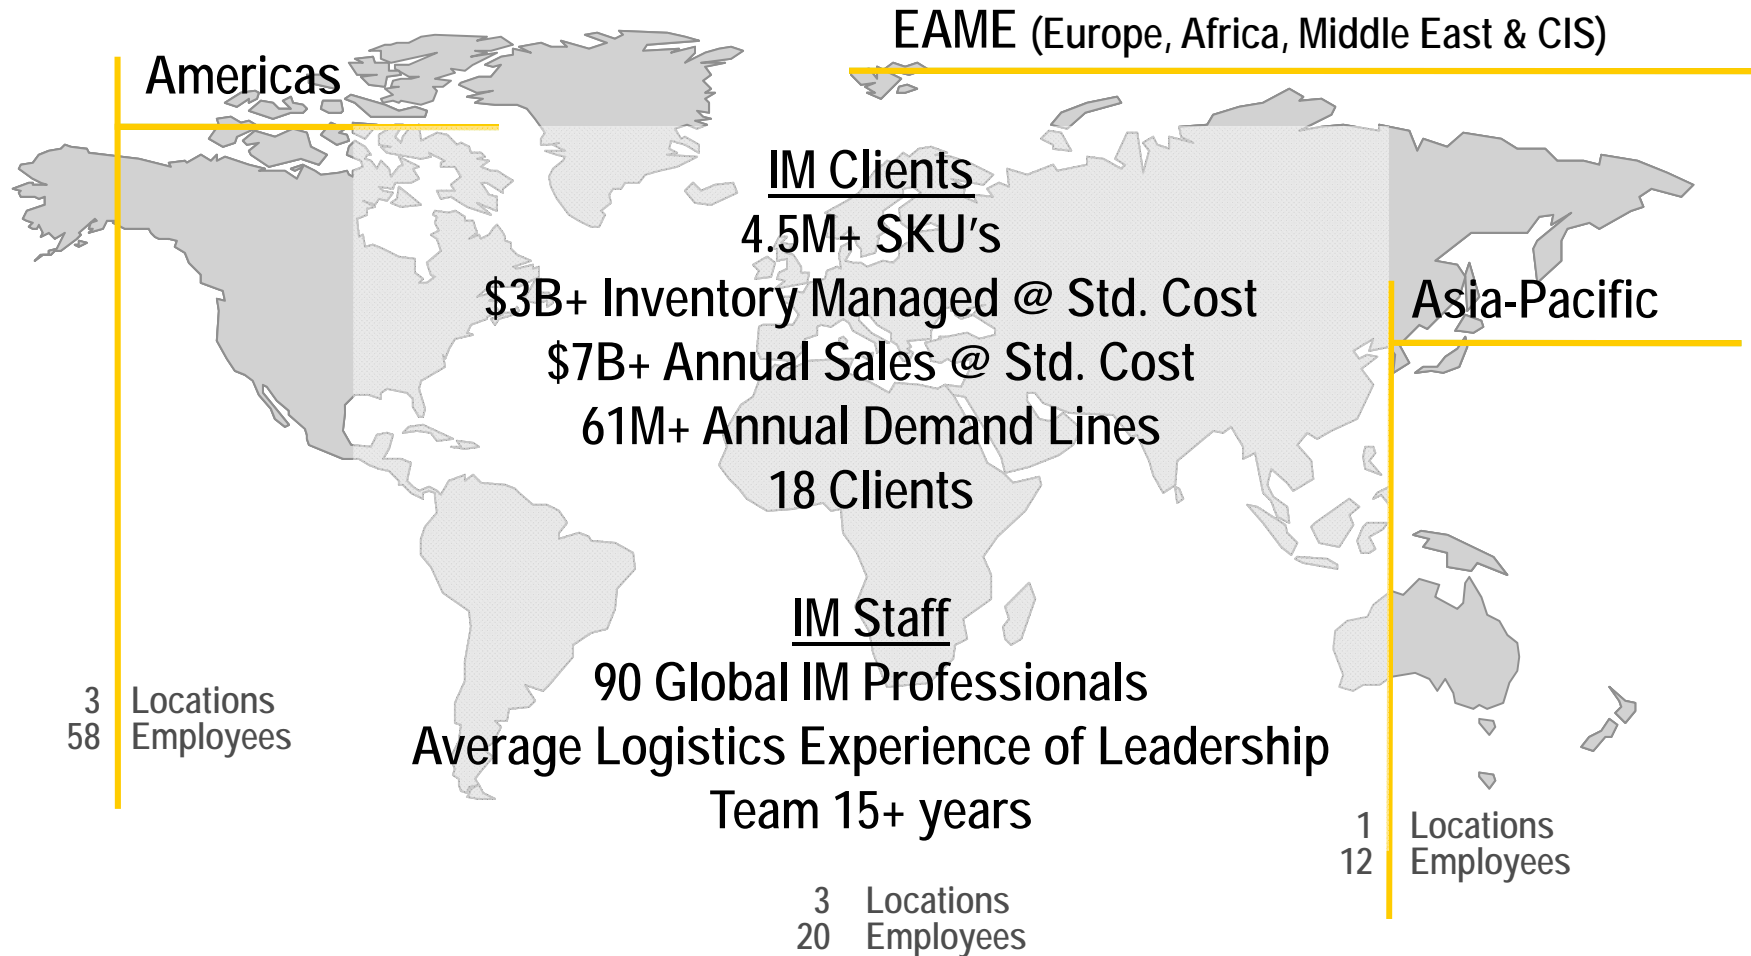 EAME (Europe, Africa, Middle East & CIS)
Americas
IM Clients
4.5M+ SKU's
$3B+ Inventory Managed @ Std. Cost
Asia-Pacific
$7B+ Annual Sales @ Std. Cost
61M+ Annual Demand Lines
18 Clients
IM Staff
90 Global IM Professionals
3 Locations
58 Employees
Average Logistics Experience of Leadership
Team 15+ years
1 Locations
12 Employees
3 Locations
20 Employees